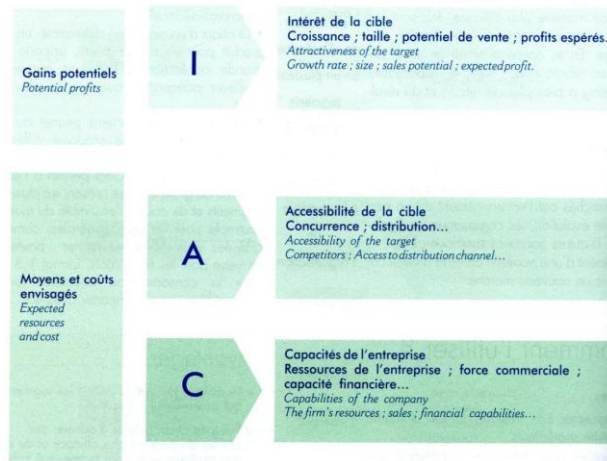 Gains potentiels
Potential profits
I
Intérêt de la cible
Croissance ; taille ; potentiel de vente ; profits espérés.
Attractiveness of the target
Growth rate ; size ; sales potential ; expected profit.
Moyens et coûts
envisagés
Expected
resources
and cost
A
Accessibilité de la cible
Concurrence ; distribution...
Accessibility of the target
Competitors ; Access to distribution channel...
C
Capacités de l'entreprise
Ressources de l'entreprise ; force commerciale ;
capacité financière...
Capabilities of the company
The firm's resources ; sales ; financial capabilities...